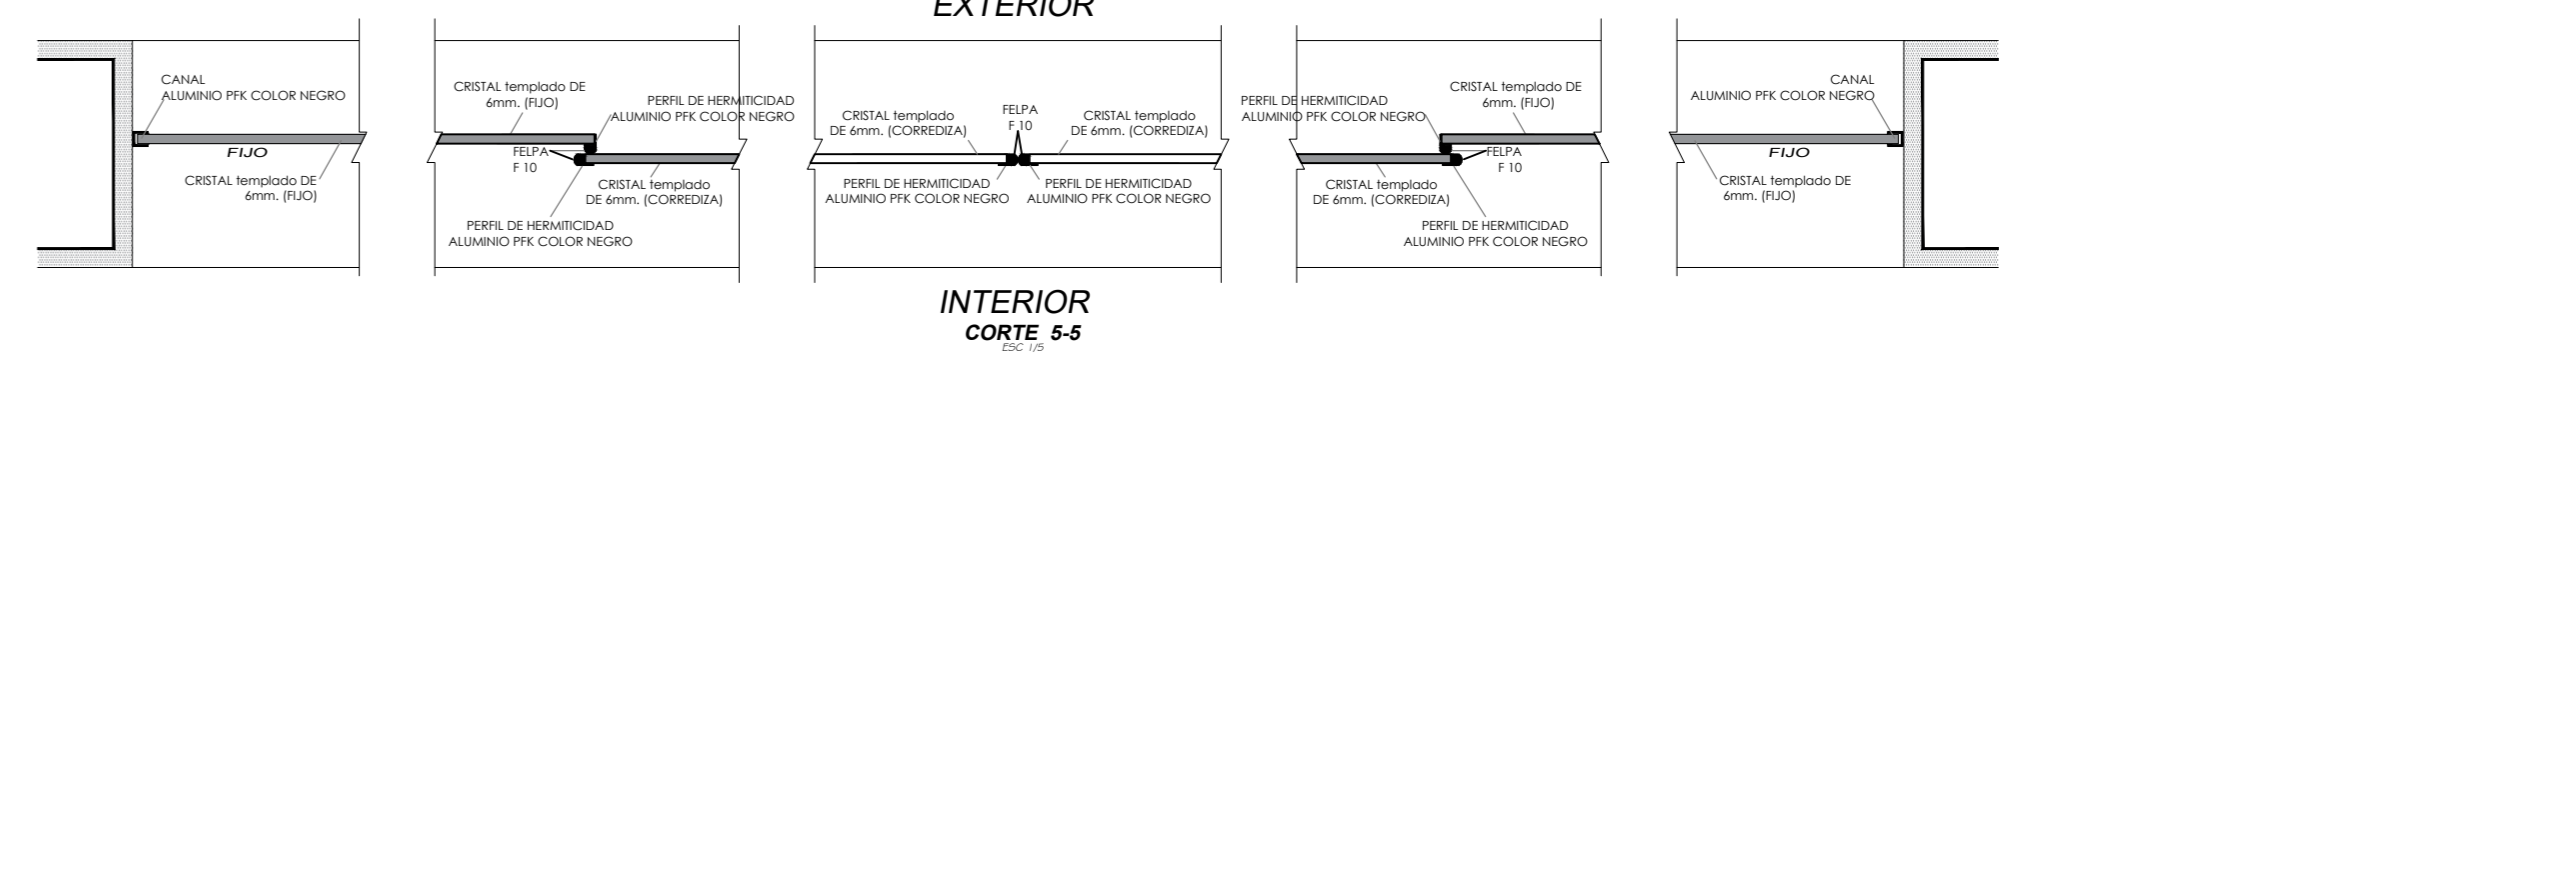 EXTERIOR
CANAL
ALUMINIO PFK COLOR NEGRO
FIJO
CRISTAL templado DE
6mm. (FIJO)
CRISTAL templado DE
6mm. (FIJO)
PERFIL DE HERMITICIDAD
ALUMINIO PFK COLOR NEGRO
FELPA
F 10
CRISTAL templado
DE 6mm. (CORREDIZA)
PERFIL DE HERMITICIDAD
ALUMINIO PFK COLOR NEGRO
CRISTAL templado
DE 6mm. (CORREDIZA)
FELPA
F 10
CRISTAL templado
DE 6mm. (CORREDIZA)
PERFIL DE HERMITICIDAD
ALUMINIO PFK COLOR NEGRO
PERFIL DE HERMITICIDAD
ALUMINIO PFK COLOR NEGRO
PERFIL DE HERMITICIDAD
ALUMINIO PFK COLOR NEGRO
CRISTAL templado DE
6mm. (FIJO)
FELPA
F 10
CRISTAL templado
DE 6mm. (CORREDIZA)
PERFIL DE HERMITICIDAD
ALUMINIO PFK COLOR NEGRO
CANAL
ALUMINIO PFK COLOR NEGRO
FIJO
CRISTAL templado DE
6mm. (FIJO)
INTERIOR
CORTE 5-5
ESC 1/5